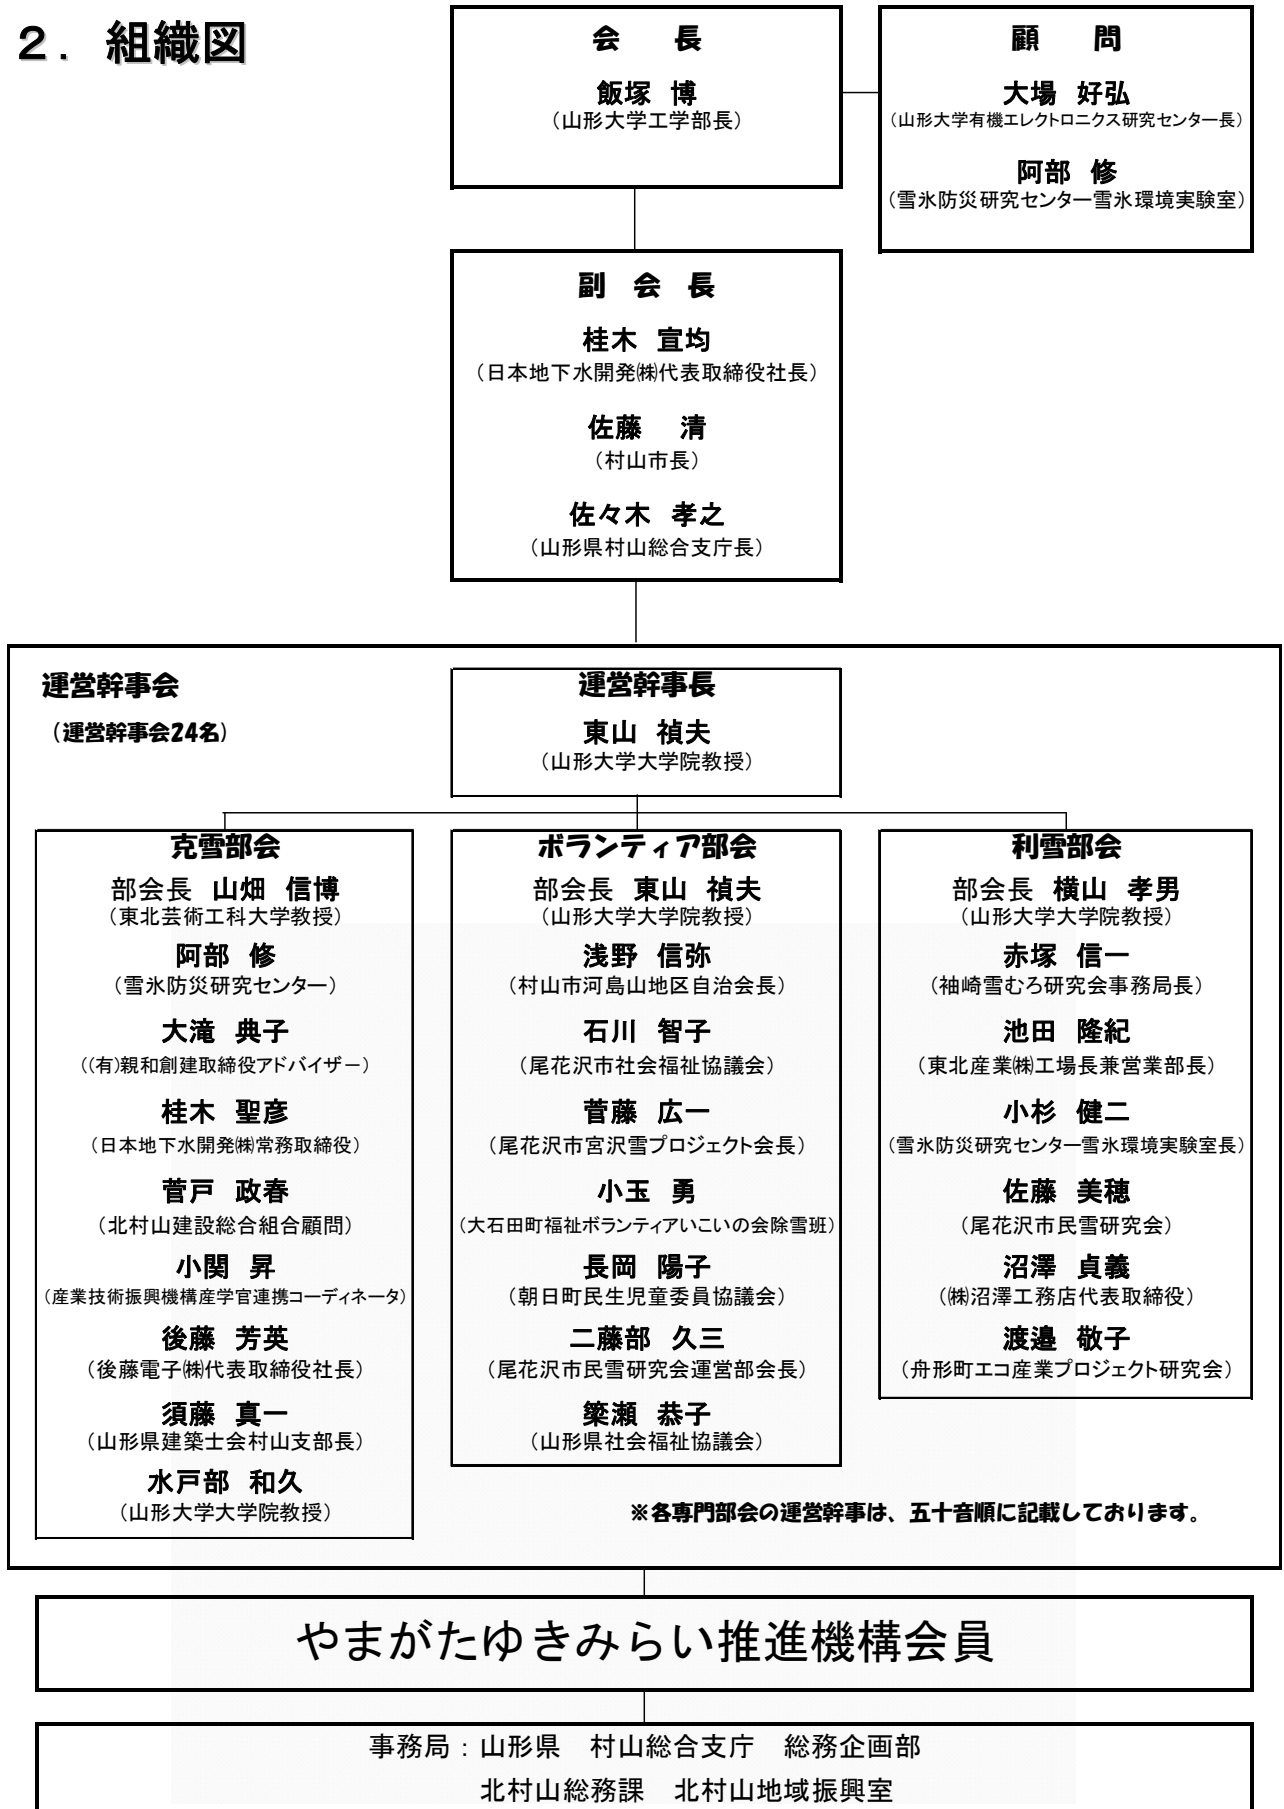 ２．組織図
会　長
飯塚　博
（山形大学工学部長）
顧　問
大場　好弘
（山形大学有機エレクトロニクス研究センター長）
阿部　修
（雪氷防災研究センター雪氷環境実験室）
副　会　長
桂木　宣均
（日本地下水開発㈱代表取締役社長）
佐藤　清
（村山市長）
佐々木　孝之
（山形県村山総合支庁長）
運営幹事会
（運営幹事会24名）
運営幹事長
東山　禎夫
（山形大学大学院教授）
克雪部会
部会長　山畑　信博
（東北芸術工科大学教授）
阿部　修
（雪氷防災研究センター）
大滝　典子
（(有)親和創建取締役アドバイザー）
桂木　聖彦
（日本地下水開発㈱常務取締役）
菅戸　政春
（北村山建設総合組合顧問）
小関　昇
（産業技術振興機構産学官連携コーディネータ）
後藤　芳英
（後藤電子㈱代表取締役社長）
須藤　真一
（山形県建築士会村山支部長）
水戸部　和久
（山形大学大学院教授）
ボランティア部会
部会長　東山　禎夫
（山形大学大学院教授）
浅野　信弥
（村山市河島山地区自治会長）
石川　智子
（尾花沢市社会福祉協議会）
菅藤　広一
（尾花沢市宮沢雪プロジェクト会長）
小玉　勇
（大石田町福祉ボランティアいこいの会除雪班）
長岡　陽子
（朝日町民生児童委員協議会）
二藤部　久三
（尾花沢市民雪研究会運営部会長）
簗瀬　恭子
（山形県社会福祉協議会）
利雪部会
部会長　横山　孝男
（山形大学大学院教授）
赤塚　信一
（袖崎雪むろ研究会事務局長）
池田　隆紀
（東北産業㈱工場長兼営業部長）
小杉　健二
（雪氷防災研究センター雪氷環境実験室長）
佐藤　美穂
（尾花沢市民雪研究会）
沼澤　貞義
（㈱沼澤工務店代表取締役）
渡邉　敬子
（舟形町エコ産業プロジェクト研究会）
※各専門部会の運営幹事は、五十音順に記載しております。
やまがたゆきみらい推進機構会員
事務局：山形県　村山総合支庁　総務企画部
北村山総務課　北村山地域振興室